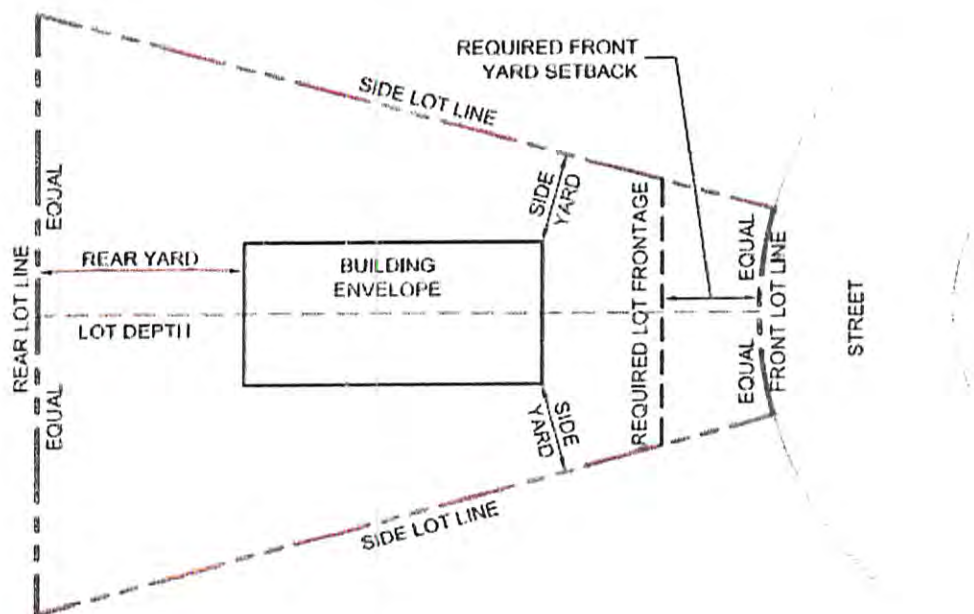 REQUIRED FRONT
YARD SETBACK
SIDE LOT LINE
SIDE
YARD
EQUAL
REAR LOT LINE
REAR YARD
BUILDING
ENVELOPE
LOT DEPTH
REQUIRED LOT FRONTAGE
EQUAL
FRONT LOT LINE
STREET
EQUAL
EQUAL
SIDE
YARD
SIDE LOT LINE